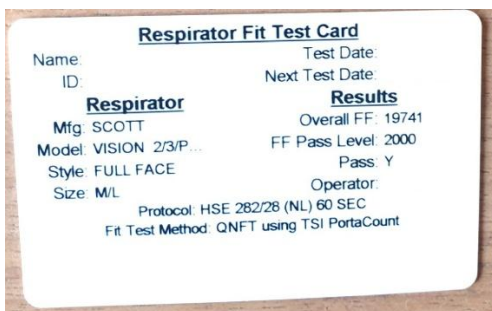 Respirator Fit Test Card
Name: Test Date:
ID: Next Test Date:
Respirator Results
Mfg: SCOTT Overall FF: 19741
Model: VISION 2/3/P... FF Pass Level: 2000
Style: FULL FACE Pass: Y
Size: M/L Operator:
Protocol: HSE 282/28 (NL) 60 SEC
Fit Test Method: QNFT using TSI PortaCount